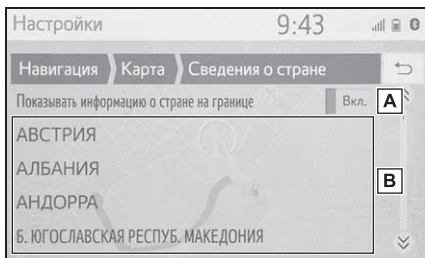 Настройки 9:43
Навигация Карта Сведения о стране
Показывать информацию о стране на границе Вкл. A
АВСТРИЯ
АЛБАНИЯ
B
АНДОРРА
Б. ЮГОСЛАВСКАЯ РЕСПУБ. МАКЕДОНИЯ